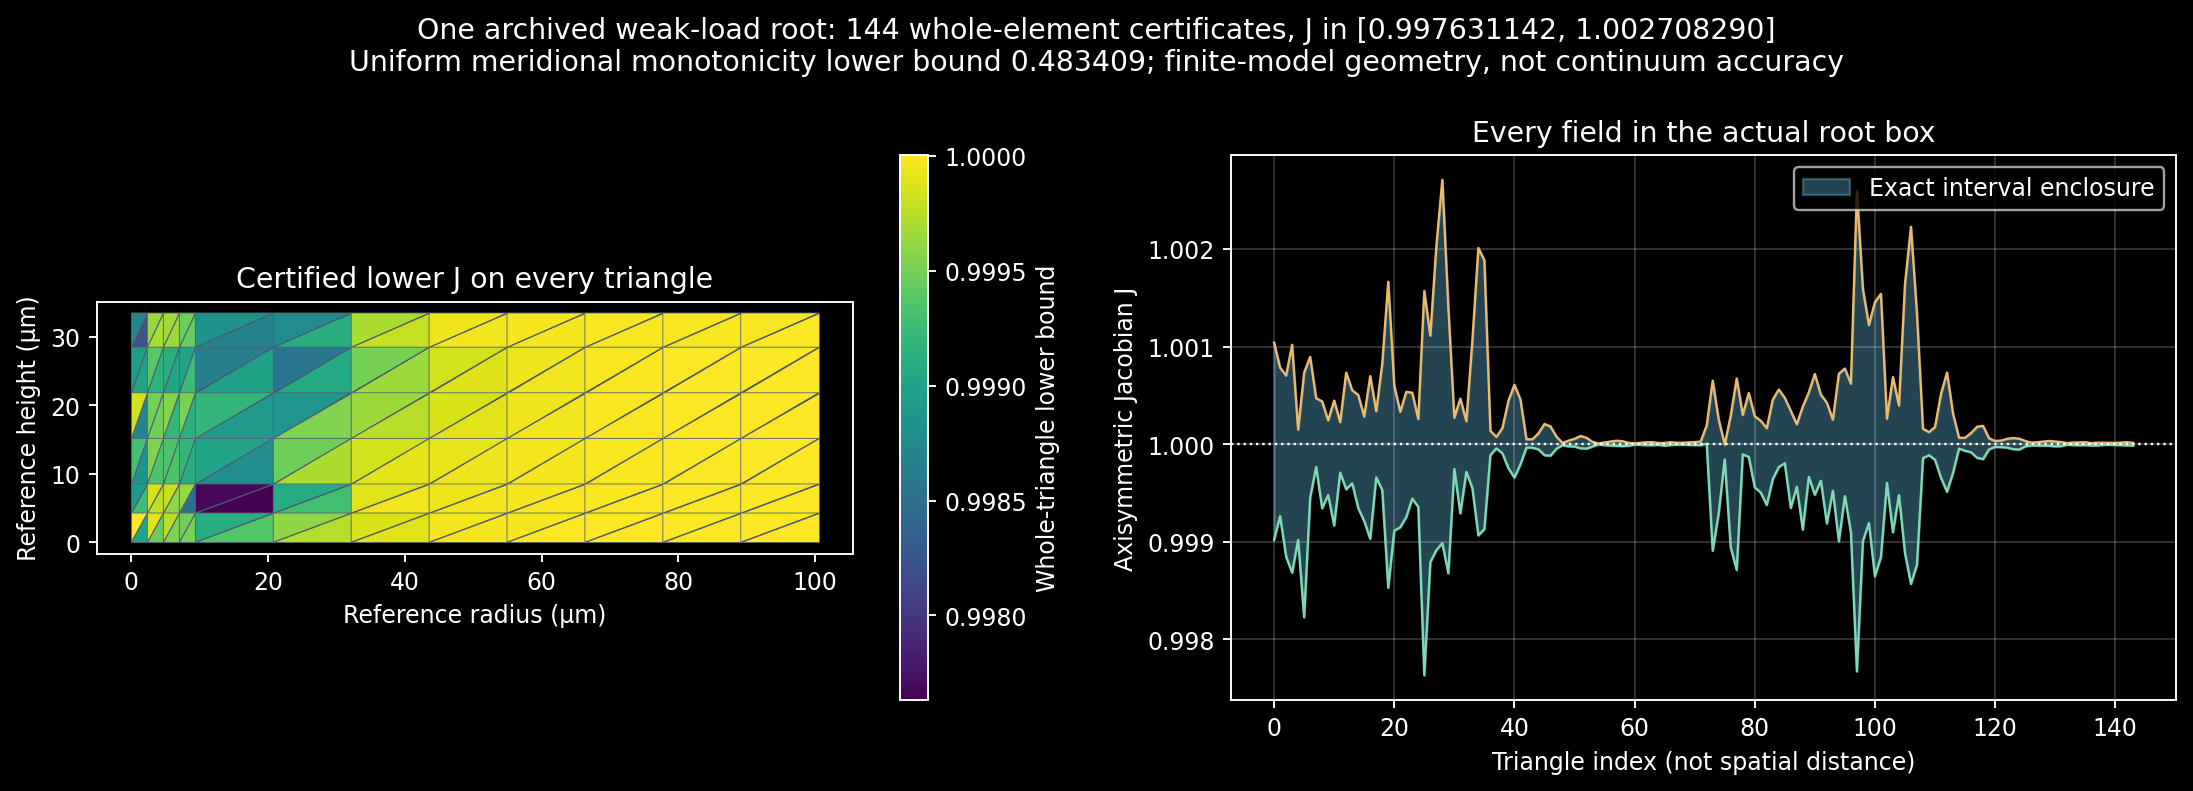 One archived weak-load root: 144 whole-element certificates, J in [0.997631142, 1.002708290]
Uniform meridional monotonicity lower bound 0.483409; finite-model geometry, not continuum accuracy
Certified lower J on every triangle
Reference height (µm)
30
20
10
0
0 20 40 60 80 100
Reference radius (µm)
1.0000
0.9995
0.9990
0.9985
0.9980
Whole-triangle lower bound
Every field in the actual root box
Exact interval enclosure
Axisymmetric Jacobian J
1.002
1.001
1.000
0.999
0.998
0 20 40 60 80 100 120 140
Triangle index (not spatial distance)